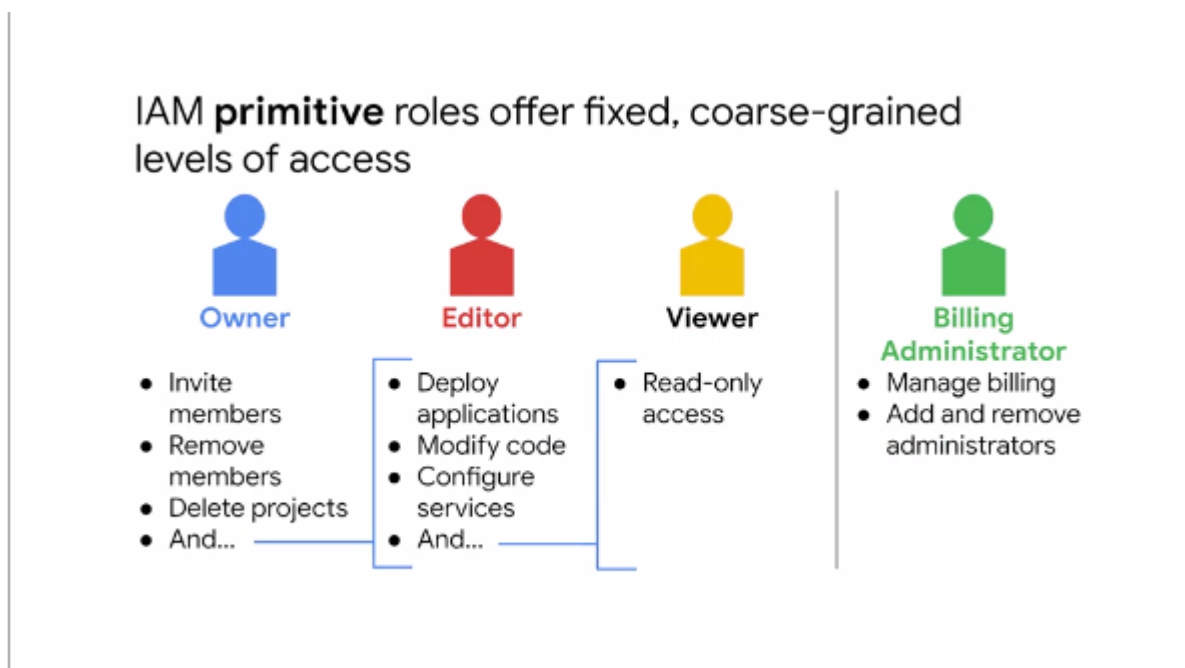 IAM primitive roles offer fixed, coarse-grained
levels of access
Owner
● Invite
members
● Remove
members
● Delete projects
● And...
Editor
● Deploy
applications
● Modify code
● Configure
services
● And...
Viewer
● Read-only
access
Billing
Administrator
● Manage billing
● Add and remove
administrators